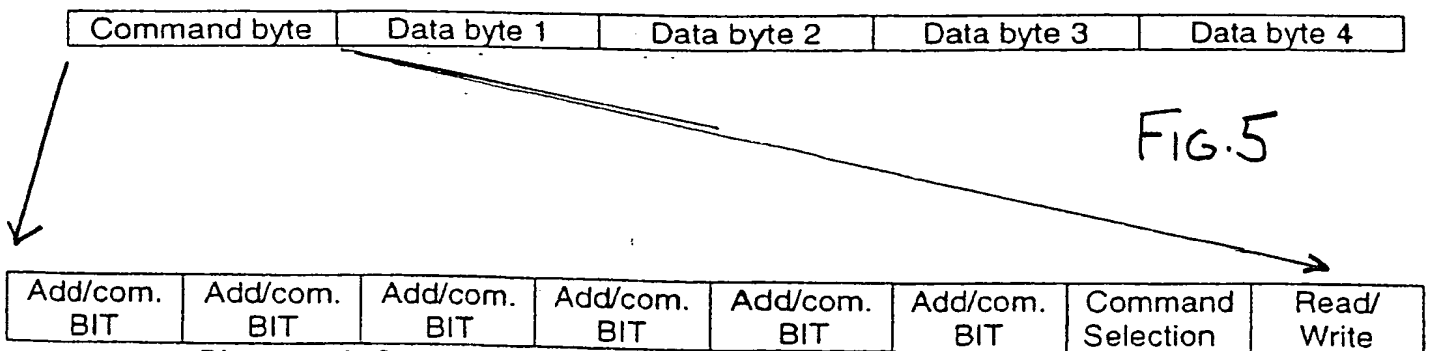 Command byte Data byte 1 Data byte 2 Data byte 3 Data byte 4
FIG.5
Add/com. Add/com. Add/com. Add/com. Add/com. Add/com. Command Read/
BIT BIT BIT BIT BIT BIT Selection Write